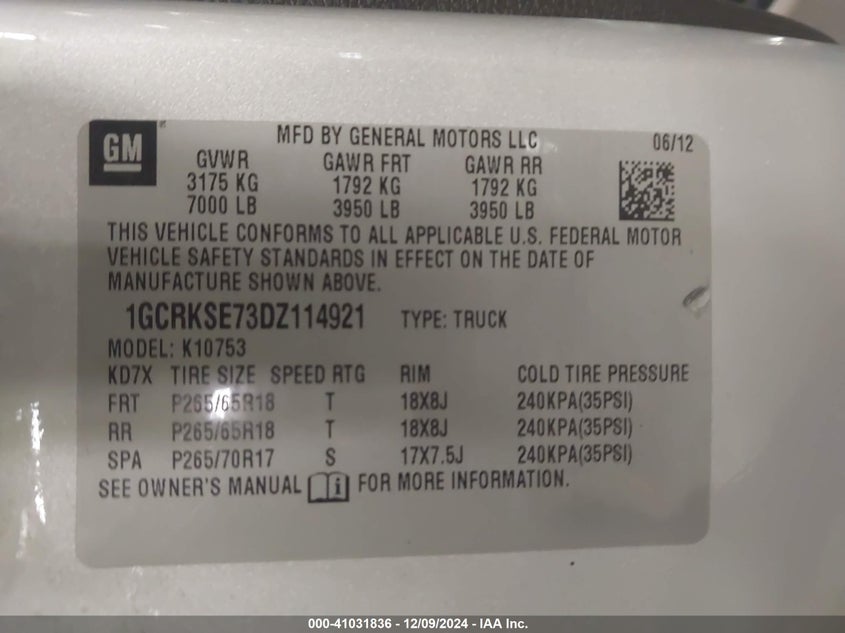 GM
MFD BY GENERAL MOTORS LLC 06/12
GVWR GAWR FRT GAWR RR
3175 KG 1792 KG 1792 KG
7000 LB 3950 LB 3950 LB
THIS VEHICLE CONFORMS TO ALL APPLICABLE U.S. FEDERAL MOTOR
VEHICLE SAFETY STANDARDS IN EFFECT ON THE DATE OF
MANUFACTURE SHOWN ABOVE.
1GCRKSE73DZ114921 TYPE: TRUCK
MODEL: K10753
KD7X TIRE SIZE SPEED RTG RIM COLD TIRE PRESSURE
FRT P265/65R18 T 18X8J 240KPA(35PSI)
RR P265/65R18 T 18X8J 240KPA(35PSI)
SPA P265/70R17 S 17X7.5J 240KPA(35PSI)
SEE OWNER'S MANUAL FOR MORE INFORMATION.
000-41031836 - 12/09/2024 - IAA Inc.